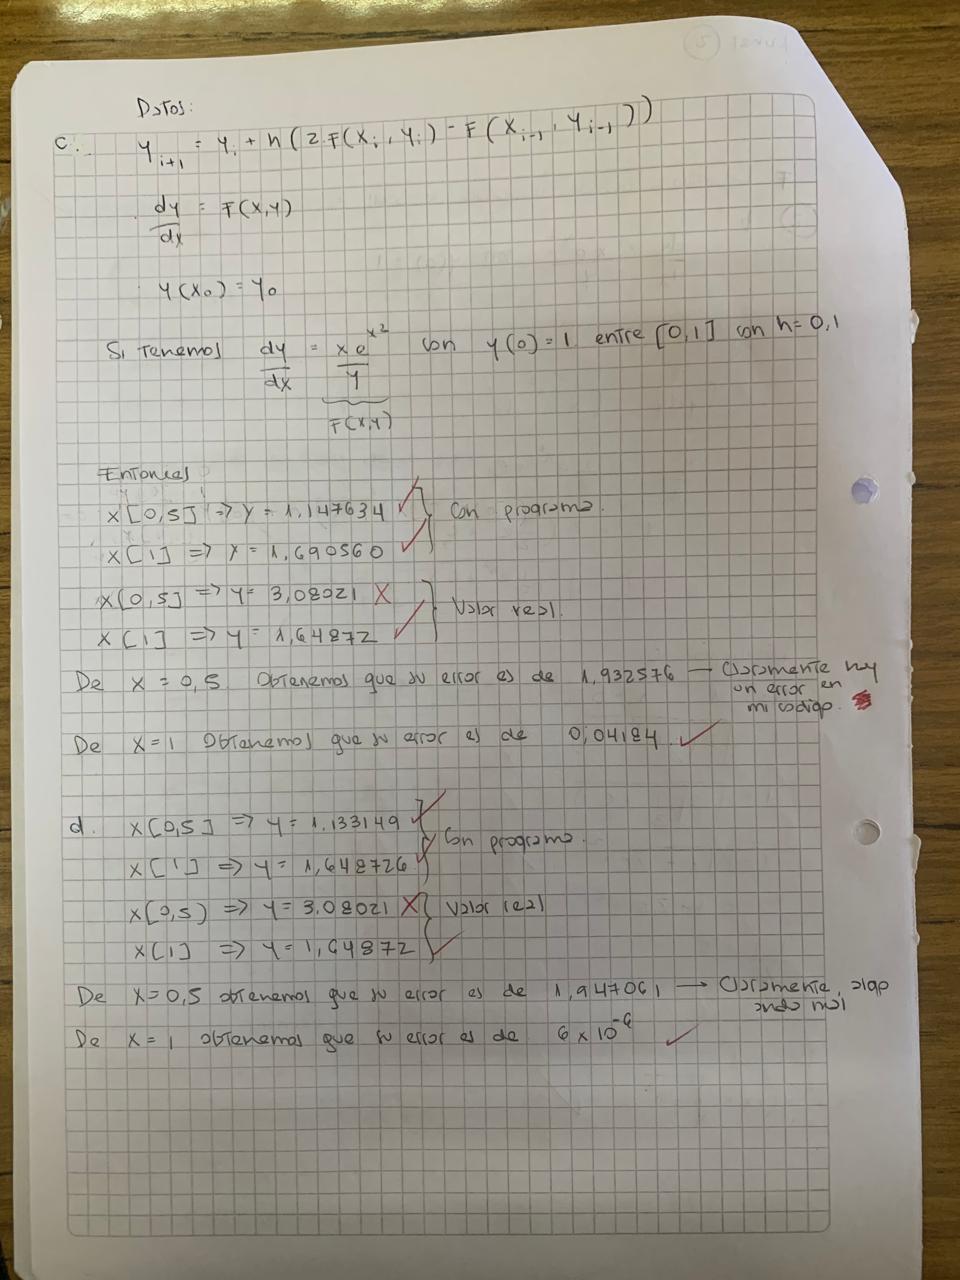 Datos:
c. y_{i+1} = y_i + h(2·F(x_i, y_i) - F(x_{i-1}, y_{i-1}))
dy/dx = F(x,y)
y(x_0) = y_0
Si tenemos dy/dx = x e^{x^2}/y con y(0)=1 entre [0,1] con h=0,1
F(x,y)
Entonces
x[0,5] => y = 1,147634 ✓
x[1] => y = 1,690560 ✓ } Con programa.
x[0,5] => y = 3,08021 X
x[1] => y = 1,64872 ✓ } Valor real.
De x = 0,5 Obtenemos que su error es de 1,932576 — Claramente hay un error en mi codigo.
De x=1 Obtenemos que su error es de 0,04184. ✓
d. x[0,5] => y = 1.133149 ✓
x[1] => y = 1,648726 ✓ } Con programa.
x[0,5) => y = 3,08021 X
x[1] => y = 1,64872 ✓ } Valor real
De x=0,5 obtenemos que su error es de 1,947061 → Claramente, algo anda mal
De x=1 obtenemos que su error es de 6 x 10^{-6} ✓